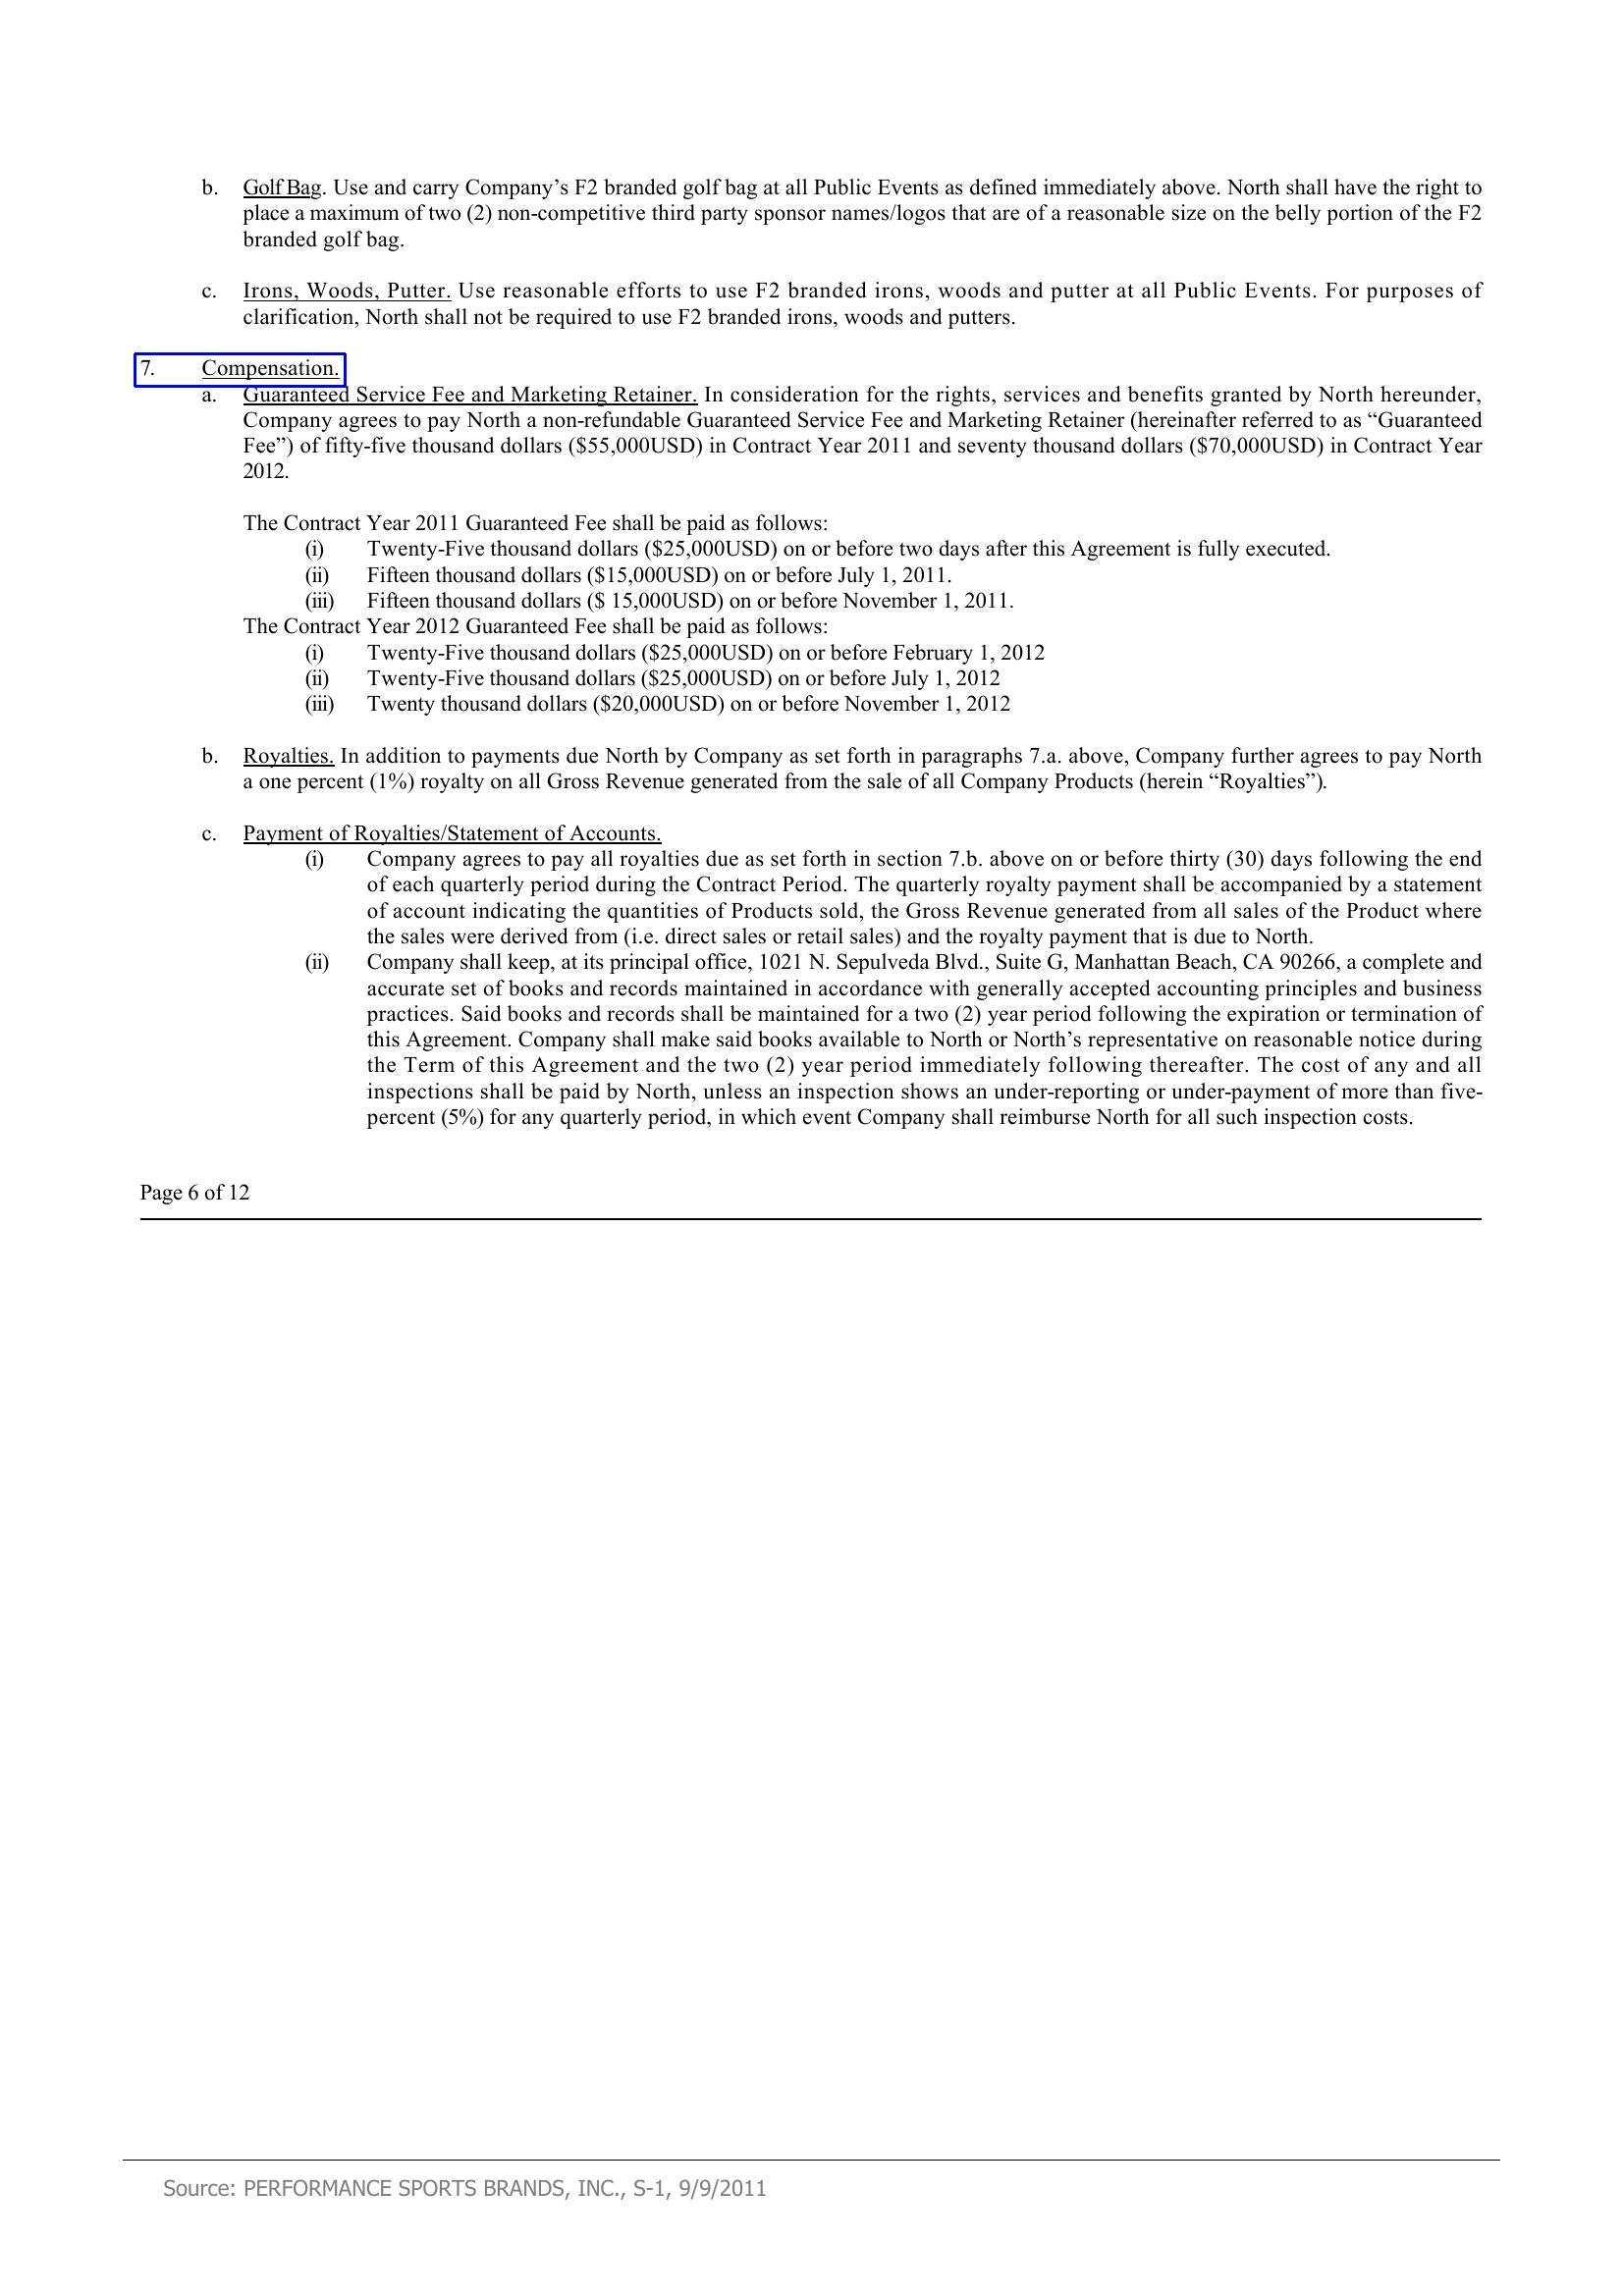 b. Golf Bag. Use and carry Company’s F2 branded golf bag at all Public Events as defined immediately above. North shall have the right to
place a maximum of two (2) non-competitive third party sponsor names/logos that are of a reasonable size on the belly portion of the F2
branded golf bag.
c. Irons, Woods, Putter. Use reasonable efforts to use F2 branded irons, woods and putter at all Public Events. For purposes of
clarification, North shall not be required to use F2 branded irons, woods and putters.
7. Compensation.
a. Guaranteed Service Fee and Marketing Retainer. In consideration for the rights, services and benefits granted by North hereunder,
Company agrees to pay North a non-refundable Guaranteed Service Fee and Marketing Retainer (hereinafter referred to as “Guaranteed
Fee”) of fifty-five thousand dollars ($55,000USD) in Contract Year 2011 and seventy thousand dollars ($70,000USD) in Contract Year
2012.
The Contract Year 2011 Guaranteed Fee shall be paid as follows:
(i) Twenty-Five thousand dollars ($25,000USD) on or before two days after this Agreement is fully executed.
(ii) Fifteen thousand dollars ($15,000USD) on or before July 1, 2011.
(iii) Fifteen thousand dollars ($ 15,000USD) on or before November 1, 2011.
The Contract Year 2012 Guaranteed Fee shall be paid as follows:
(i) Twenty-Five thousand dollars ($25,000USD) on or before February 1, 2012
(ii) Twenty-Five thousand dollars ($25,000USD) on or before July 1, 2012
(iii) Twenty thousand dollars ($20,000USD) on or before November 1, 2012
b. Royalties. In addition to payments due North by Company as set forth in paragraphs 7.a. above, Company further agrees to pay North
a one percent (1%) royalty on all Gross Revenue generated from the sale of all Company Products (herein “Royalties”).
c. Payment of Royalties/Statement of Accounts.
(i) Company agrees to pay all royalties due as set forth in section 7.b. above on or before thirty (30) days following the end
of each quarterly period during the Contract Period. The quarterly royalty payment shall be accompanied by a statement
of account indicating the quantities of Products sold, the Gross Revenue generated from all sales of the Product where
the sales were derived from (i.e. direct sales or retail sales) and the royalty payment that is due to North.
(ii) Company shall keep, at its principal office, 1021 N. Sepulveda Blvd., Suite G, Manhattan Beach, CA 90266, a complete and
accurate set of books and records maintained in accordance with generally accepted accounting principles and business
practices. Said books and records shall be maintained for a two (2) year period following the expiration or termination of
this Agreement. Company shall make said books available to North or North’s representative on reasonable notice during
the Term of this Agreement and the two (2) year period immediately following thereafter. The cost of any and all
inspections shall be paid by North, unless an inspection shows an under-reporting or under-payment of more than five-
percent (5%) for any quarterly period, in which event Company shall reimburse North for all such inspection costs.
Page 6 of 12
Source: PERFORMANCE SPORTS BRANDS, INC., S-1, 9/9/2011